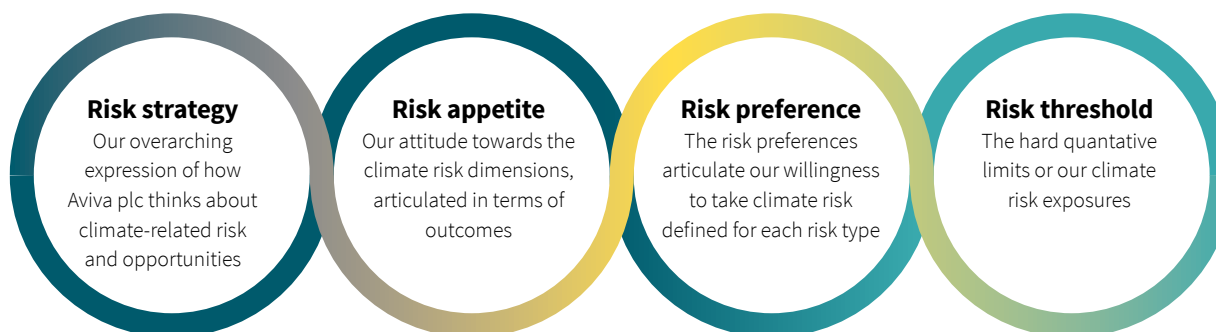 Risk strategy
Our overarching
expression of how
Aviva plc thinks about
climate-related risk
and opportunities
Risk appetite
Our attitude towards the
climate risk dimensions,
articulated in terms of
outcomes
Risk preference
The risk preferences
articulate our willingness
to take climate risk
defined for each risk type
Risk threshold
The hard quantative
limits or our climate
risk exposures